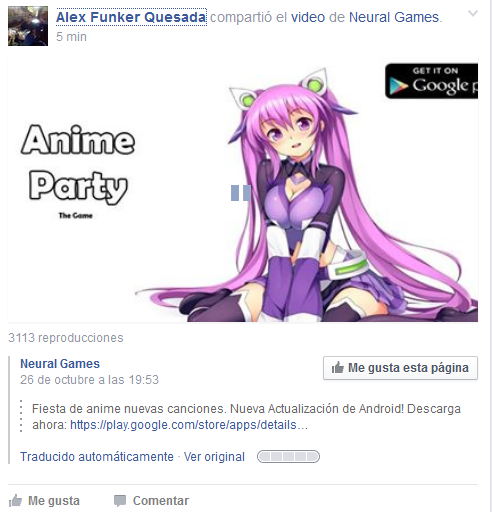 Alex Funker Quesada compartió el video de Neural Games.
5 min
GET IT ON
Google p
Anime
Party
The Game
3113 reproducciones
Neural Games
Me gusta esta página
26 de octubre a las 19:53
Fiesta de anime nuevas canciones. Nueva Actualización de Android! Descarga
ahora: https://play.google.com/store/apps/details...
Traducido automáticamente · Ver original
Me gusta
Comentar